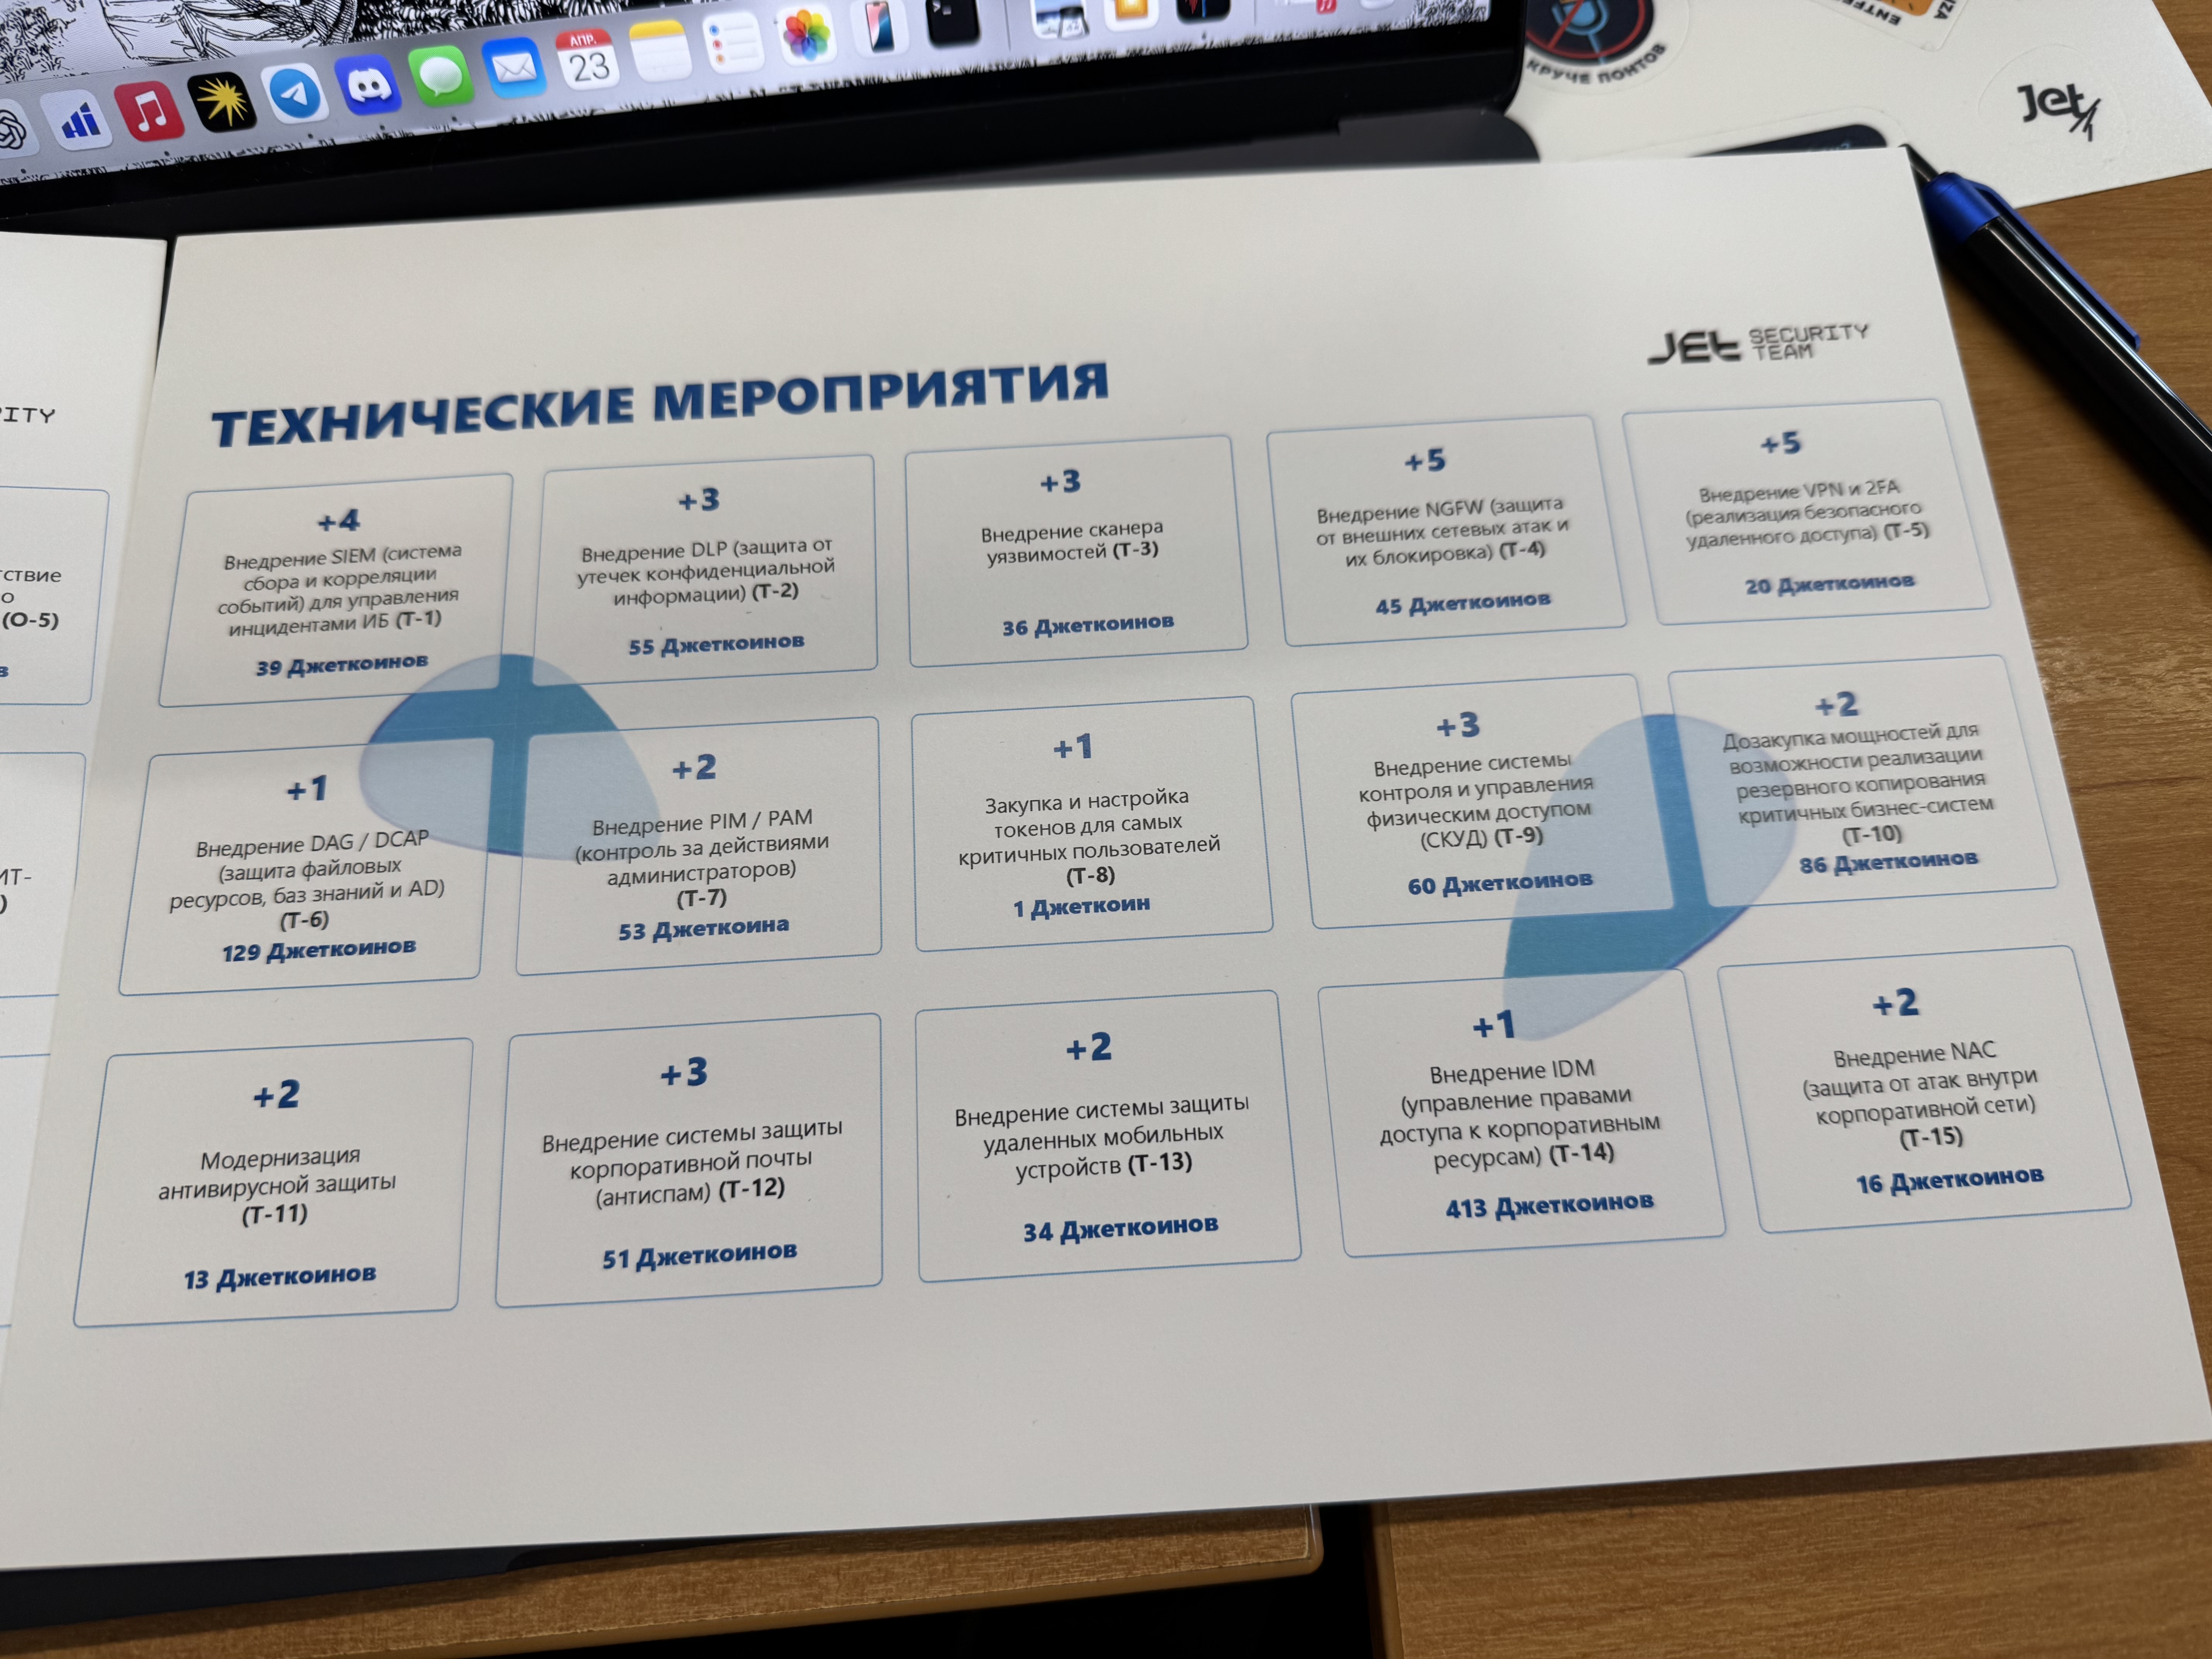 АПР.
23
КРУЧЕ ПОНТОВ
Jet
ITY
тствие
о
(О-5)
в
ИТ-
)
JET SECURITY
TEAM
ТЕХНИЧЕСКИЕ МЕРОПРИЯТИЯ
+4
Внедрение SIEM (система
сбора и корреляции
событий) для управления
инцидентами ИБ (Т-1)
39 Джеткоинов
+3
Внедрение DLP (защита от
утечек конфиденциальной
информации) (Т-2)
55 Джеткоинов
+3
Внедрение сканера
уязвимостей (Т-3)
36 Джеткоинов
+5
Внедрение NGFW (защита
от внешних сетевых атак и
их блокировка) (Т-4)
45 Джеткоинов
+5
Внедрение VPN и 2FA
(реализация безопасного
удаленного доступа) (Т-5)
20 Джеткоинов
+1
Внедрение DAG / DCAP
(защита файловых
ресурсов, баз знаний и AD)
(Т-6)
129 Джеткоинов
+2
Внедрение PIM / PAM
(контроль за действиями
администраторов)
(Т-7)
53 Джеткоина
+1
Закупка и настройка
токенов для самых
критичных пользователей
(Т-8)
1 Джеткоин
+3
Внедрение системы
контроля и управления
физическим доступом
(СКУД) (Т-9)
60 Джеткоинов
+2
Дозакупка мощностей для
возможности реализации
резервного копирования
критичных бизнес-систем
(Т-10)
86 Джеткоинов
+2
Модернизация
антивирусной защиты
(Т-11)
13 Джеткоинов
+3
Внедрение системы защиты
корпоративной почты
(антиспам) (Т-12)
51 Джеткоинов
+2
Внедрение системы защиты
удаленных мобильных
устройств (Т-13)
34 Джеткоинов
+1
Внедрение IDM
(управление правами
доступа к корпоративным
ресурсам) (Т-14)
413 Джеткоинов
+2
Внедрение NAC
(защита от атак внутри
корпоративной сети)
(Т-15)
16 Джеткоинов